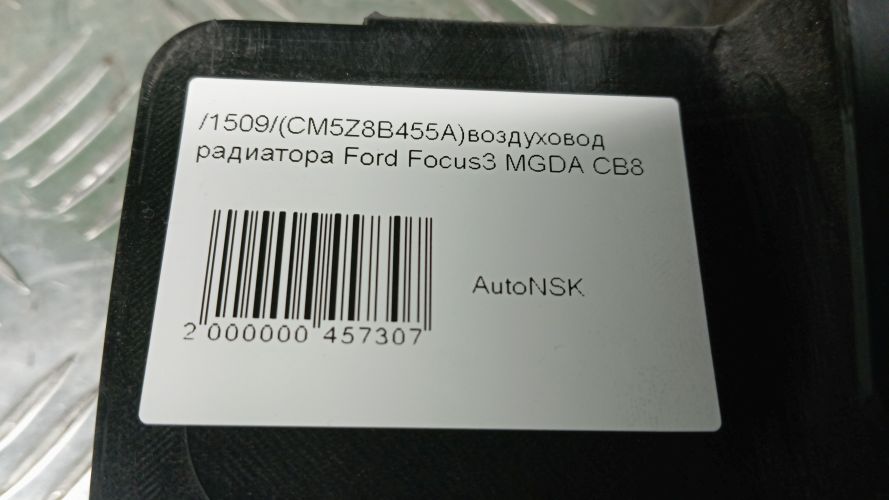 /1509/(CM5Z8B455A)воздуховод
радиатора Ford Focus3 MGDA CB8
AutoNSK
2 000000 457307